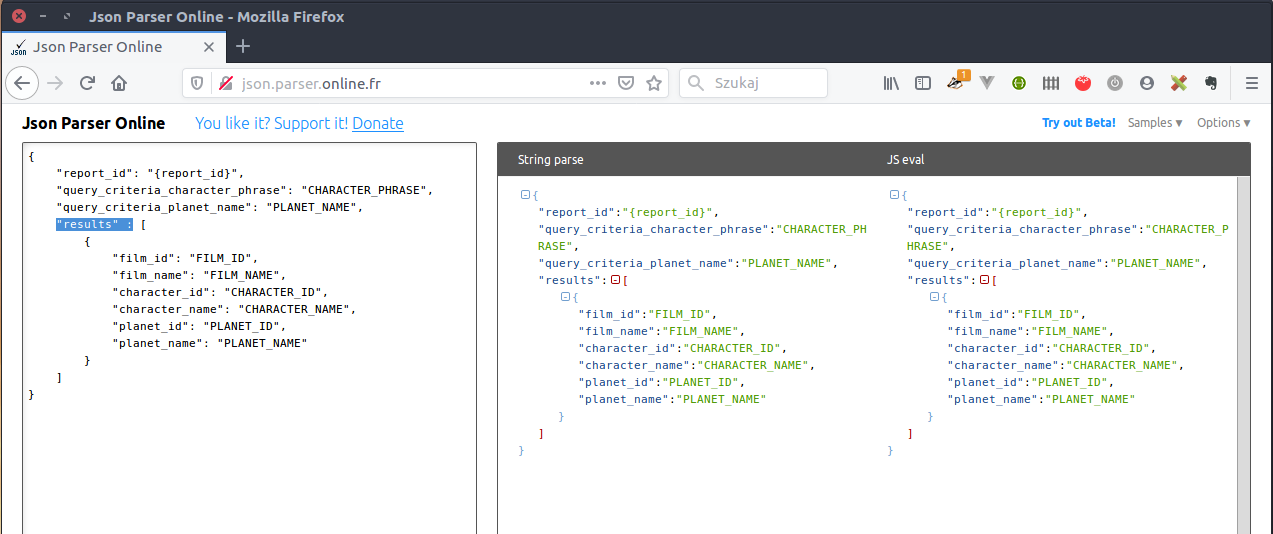 Json Parser Online - Mozilla Firefox
Json Json Parser Online
json.parser.online.fr
Szukaj
1
Json Parser Online
You like it? Support it! Donate
Try out Beta!
Samples ▾
Options ▾
{
"report_id": "{report_id}",
"query_criteria_character_phrase": "CHARACTER_PHRASE",
"query_criteria_planet_name": "PLANET_NAME",
"results" : [
{
"film_id": "FILM_ID",
"film_name": "FILM_NAME",
"character_id": "CHARACTER_ID",
"character_name": "CHARACTER_NAME",
"planet_id": "PLANET_ID",
"planet_name": "PLANET_NAME"
}
]
}
String parse
{
"report_id":"{report_id}",
"query_criteria_character_phrase":"CHARACTER_PH
RASE",
"query_criteria_planet_name":"PLANET_NAME",
"results":[
{
"film_id":"FILM_ID",
"film_name":"FILM_NAME",
"character_id":"CHARACTER_ID",
"character_name":"CHARACTER_NAME",
"planet_id":"PLANET_ID",
"planet_name":"PLANET_NAME"
}
]
}
JS eval
{
"report_id":"{report_id}",
"query_criteria_character_phrase":"CHARACTER_P
HRASE",
"query_criteria_planet_name":"PLANET_NAME",
"results":[
{
"film_id":"FILM_ID",
"film_name":"FILM_NAME",
"character_id":"CHARACTER_ID",
"character_name":"CHARACTER_NAME",
"planet_id":"PLANET_ID",
"planet_name":"PLANET_NAME"
}
]
}